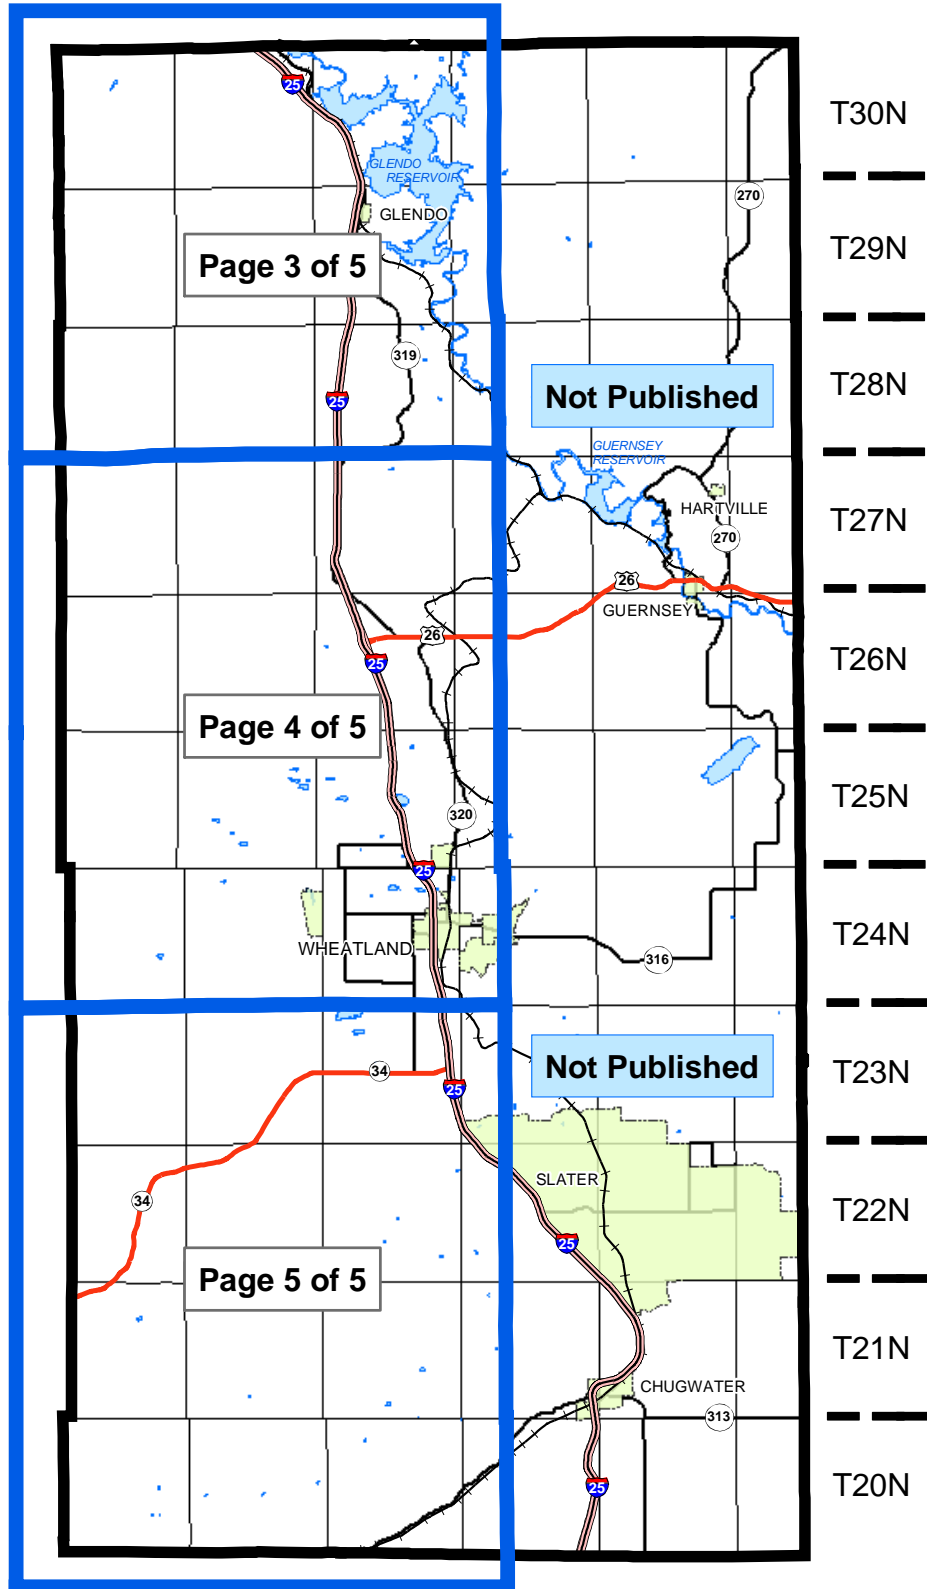 T30N
25
GLENDO
RESERVOIR
270
GLENDO
T29N
Page 3 of 5
319
T28N
25
Not Published
GUERNSEY
RESERVOIR
HARTVILLE
T27N
270
26
GUERNSEY
26
T26N
25
Page 4 of 5
T25N
320
25
T24N
WHEATLAND
316
Not Published
T23N
34
25
SLATER
34
T22N
25
Page 5 of 5
T21N
CHUGWATER
313
T20N
25